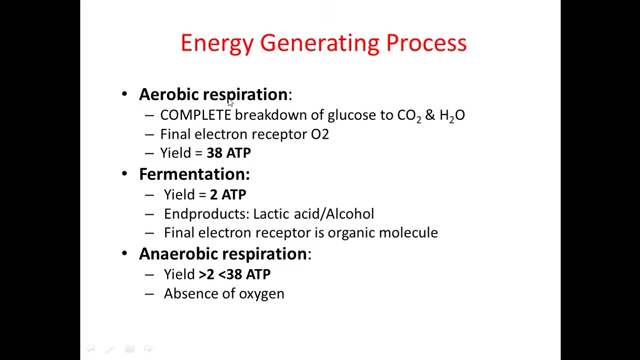 Energy Generating Process
• Aerobic respiration:
– COMPLETE breakdown of glucose to CO₂ & H₂O
– Final electron receptor O2
– Yield = 38 ATP
• Fermentation:
– Yield = 2 ATP
– Endproducts: Lactic acid/Alcohol
– Final electron receptor is organic molecule
• Anaerobic respiration:
– Yield >2 <38 ATP
– Absence of oxygen